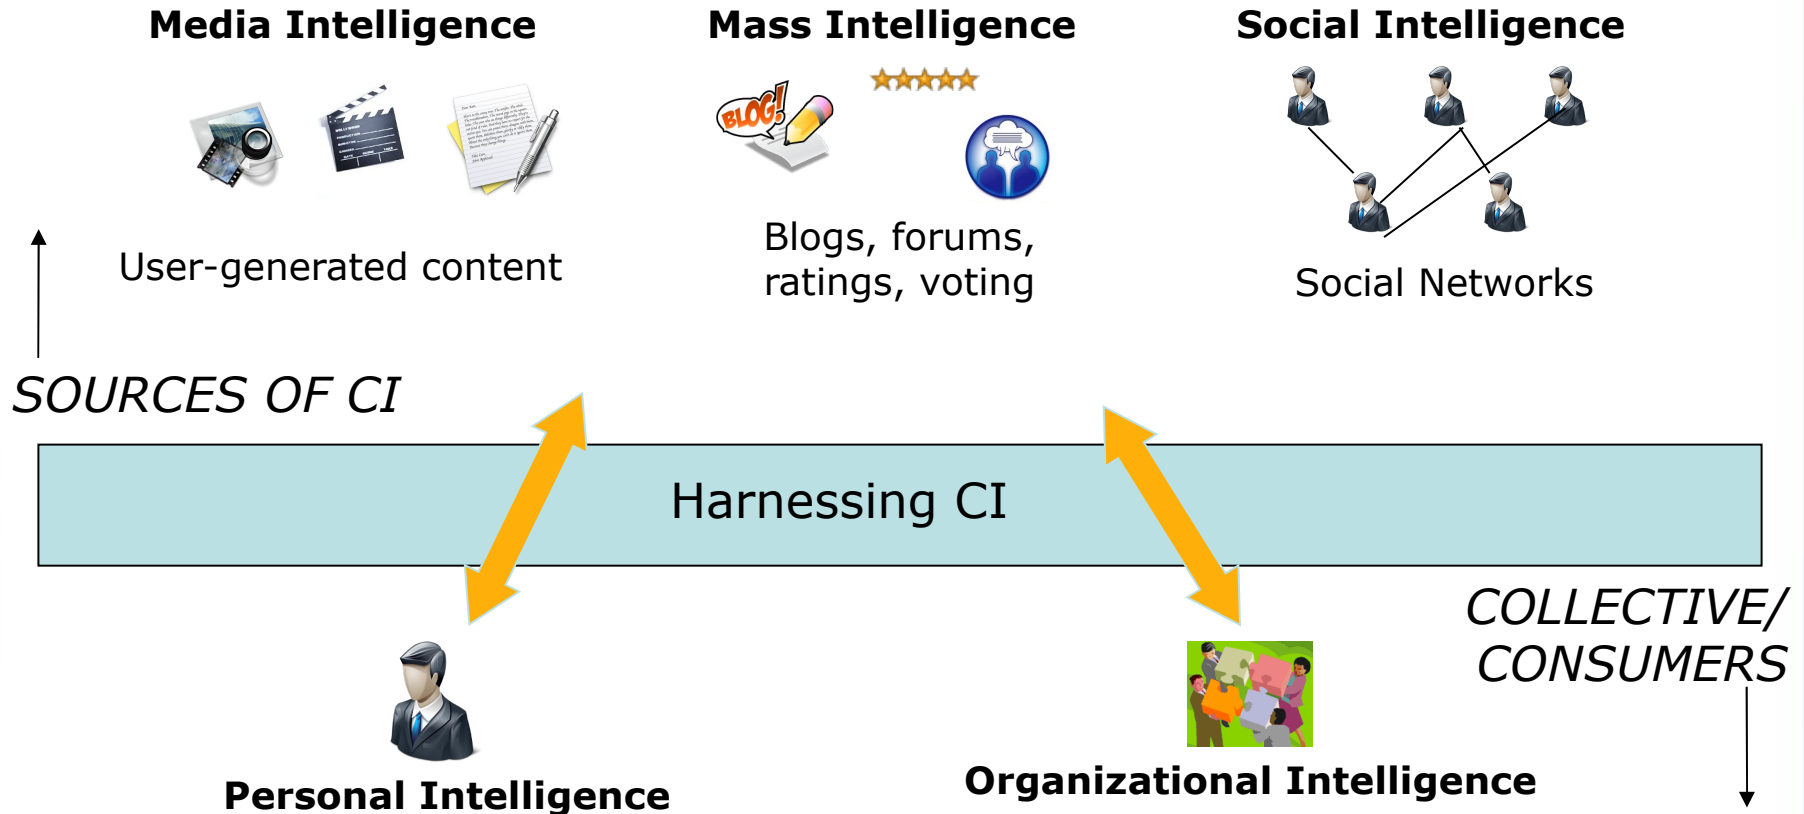 Media Intelligence
Mass Intelligence
Social Intelligence
BLOG!
User-generated content
Blogs, forums,
ratings, voting
Social Networks
SOURCES OF CI
Harnessing CI
COLLECTIVE/
CONSUMERS
Personal Intelligence
Organizational Intelligence